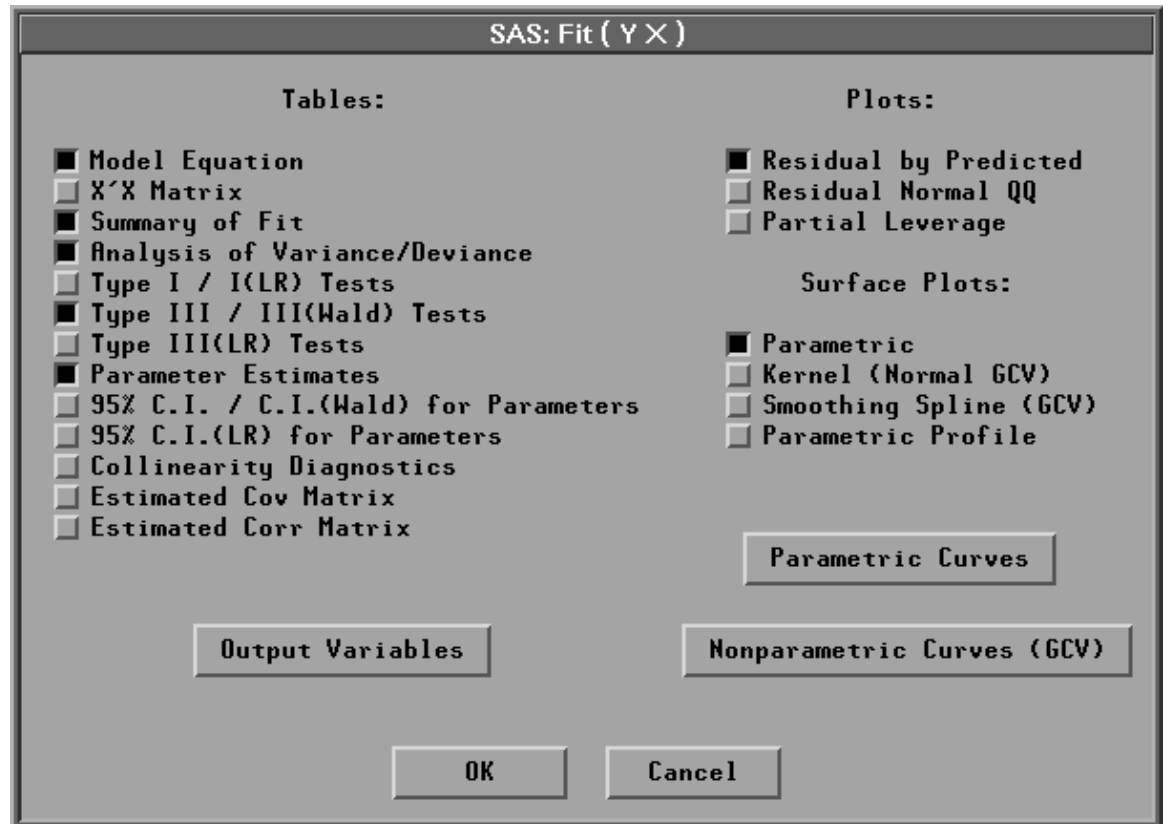 SAS: Fit ( Y X )
Tables:
Model Equation
X'X Matrix
Summary of Fit
Analysis of Variance/Deviance
Type I / I(LR) Tests
Type III / III(Wald) Tests
Type III(LR) Tests
Parameter Estimates
95% C.I. / C.I.(Wald) for Parameters
95% C.I.(LR) for Parameters
Collinearity Diagnostics
Estimated Cov Matrix
Estimated Corr Matrix
Output Variables
Plots:
Residual by Predicted
Residual Normal QQ
Partial Leverage
Surface Plots:
Parametric
Kernel (Normal GCV)
Smoothing Spline (GCV)
Parametric Profile
Parametric Curves
Nonparametric Curves (GCV)
OK
Cancel